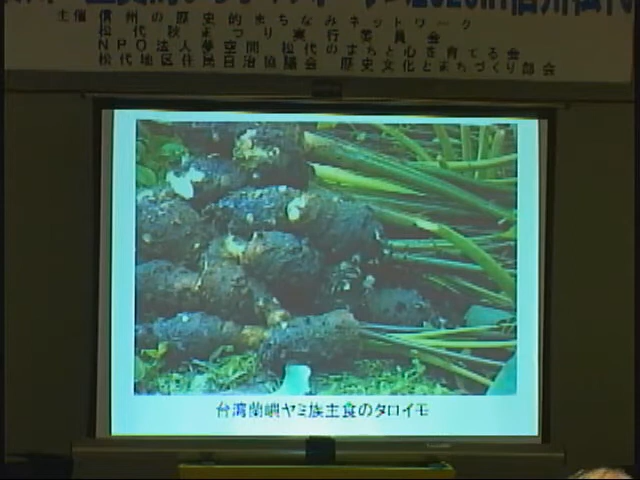 主催 信州の歴史的まちなみネットワーク
松代秋まつり実行委員会
NPO法人夢空間 松代のまちと心を育てる会
松代地区住民自治協議会 歴史文化とまちづくり部会
台湾蘭嶼ヤミ族主食のタロイモ